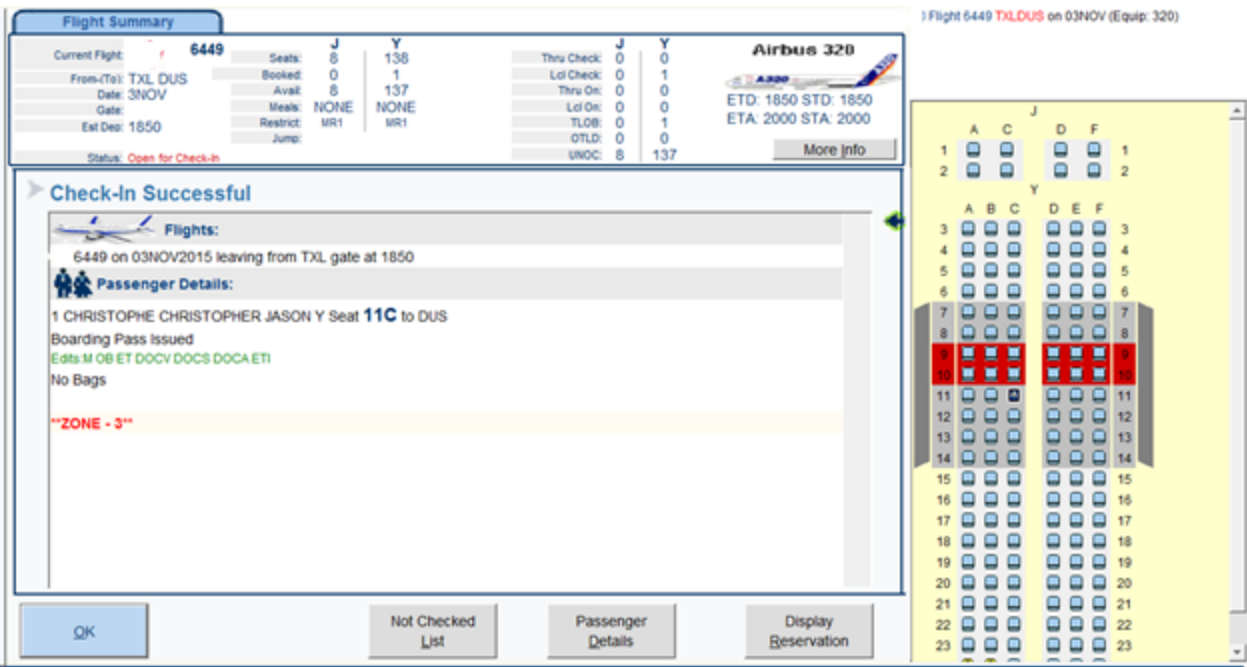 Flight Summary
Current Flight: 6449
From-(To): TXL DUS
Date: 3NOV
Gate:
Est Dep: 1850
Status: Open for Check-In
J Y
Seats: 8 138
Booked: 0 1
Avail: 8 137
Meals: NONE NONE
Restrict: MR1 MR1
Jump:
J Y
Thru Check: 0 0
Lcl Check: 0 1
Thru On: 0 0
Lcl On: 0 0
TLOB: 0 1
OTLD: 0 0
UNOC: 8 137
Airbus 320
A320
ETD: 1850 STD: 1850
ETA: 2000 STA: 2000
More Info
Check-In Successful
Flights:
6449 on 03NOV2015 leaving from TXL gate at 1850
Passenger Details:
1 CHRISTOPHE CHRISTOPHER JASON Y Seat 11C to DUS
Boarding Pass Issued
Edits:M OB ET DOCV DOCS DOCA ETI
No Bags
**ZONE - 3**
OK
Not Checked List
Passenger Details
Display Reservation
Flight 6449 TXLDUS on 03NOV (Equip: 320)
J
A C D F
1 1
2 2
Y
A B C D E F
3 3
4 4
5 5
6 6
7 7
8 8
9 9
10 10
11 11
12 12
13 13
14 14
15 15
16 16
17 17
18 18
19 19
20 20
21 21
22 22
23 23